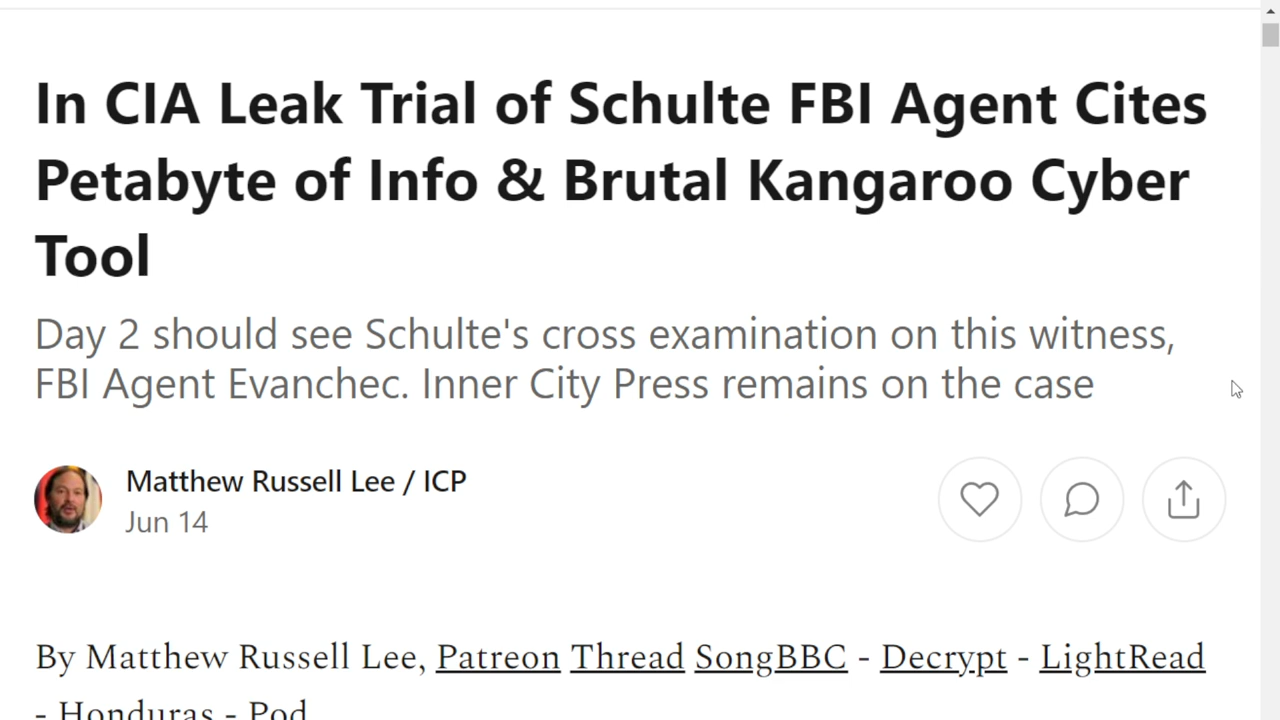 In CIA Leak Trial of Schulte FBI Agent Cites
Petabyte of Info & Brutal Kangaroo Cyber
Tool
Day 2 should see Schulte's cross examination on this witness,
FBI Agent Evanchec. Inner City Press remains on the case
Matthew Russell Lee / ICP
Jun 14
By Matthew Russell Lee, Patreon Thread SongBBC - Decrypt - LightRead
- Honduras - Pod